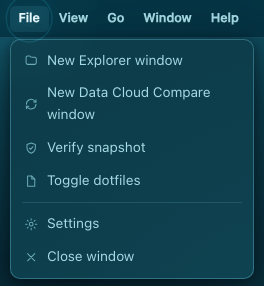 File View Go Window Help
New Explorer window
New Data Cloud Compare
window
Verify snapshot
Toggle dotfiles
Settings
Close window